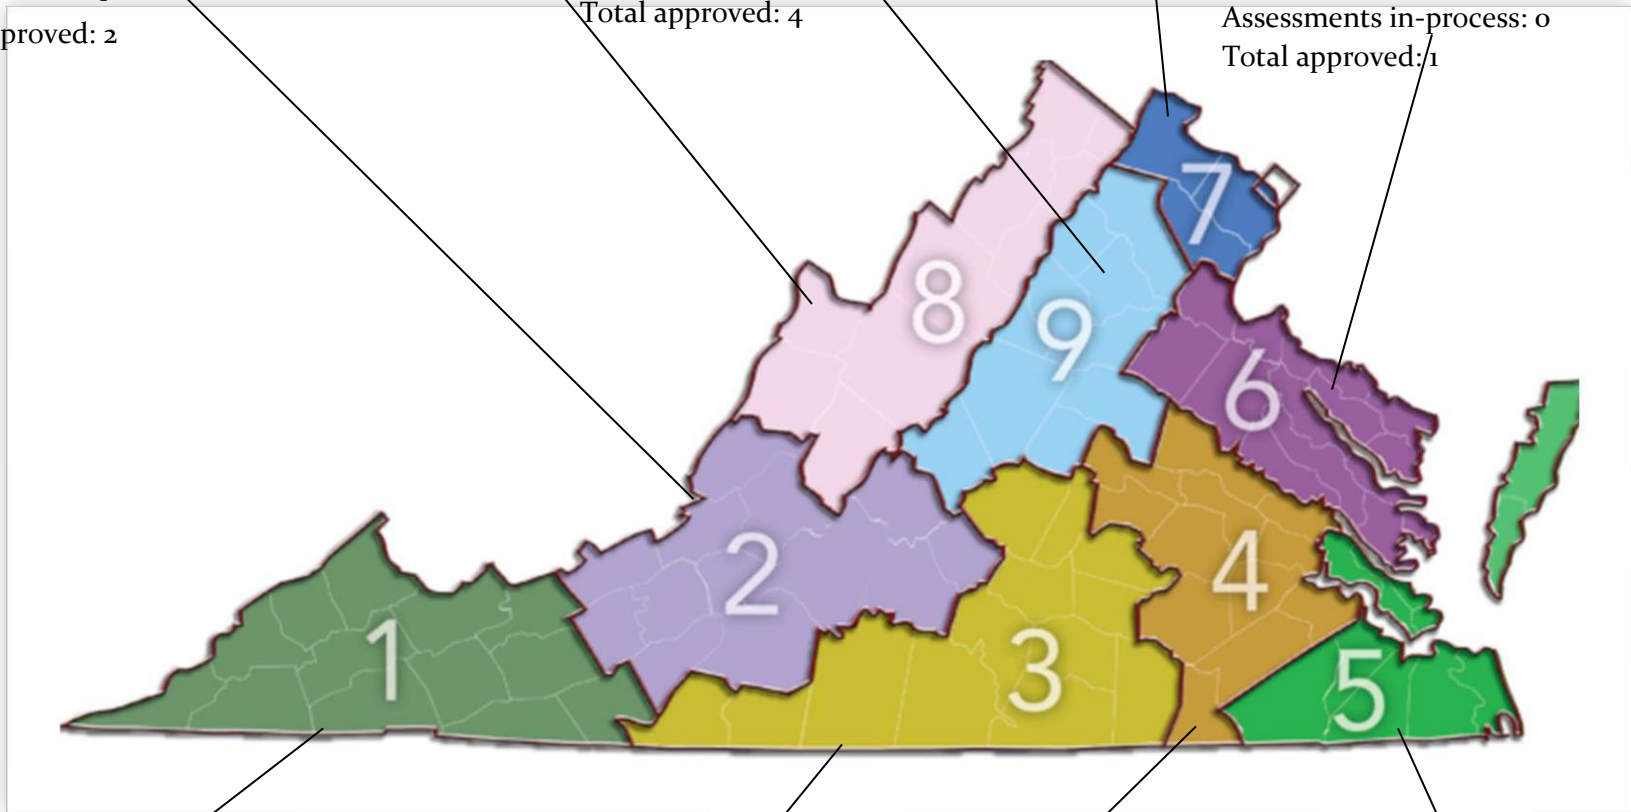 proved: 2
Total approved: 4
Assessments in-process: 0
Total approved: 1
7
8
9
6
2
4
1
3
5